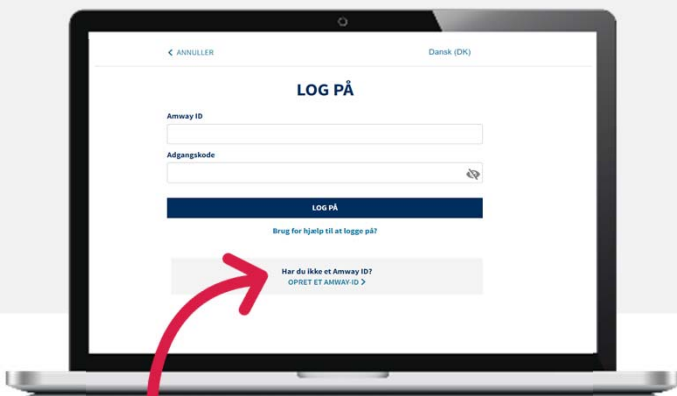 ANNULLER
Dansk (DK)
LOG PÅ
Amway ID
Adgangskode
LOG PÅ
Brug for hjælp til at logge på?
Har du ikke et Amway ID?
OPRET ET AMWAY-ID